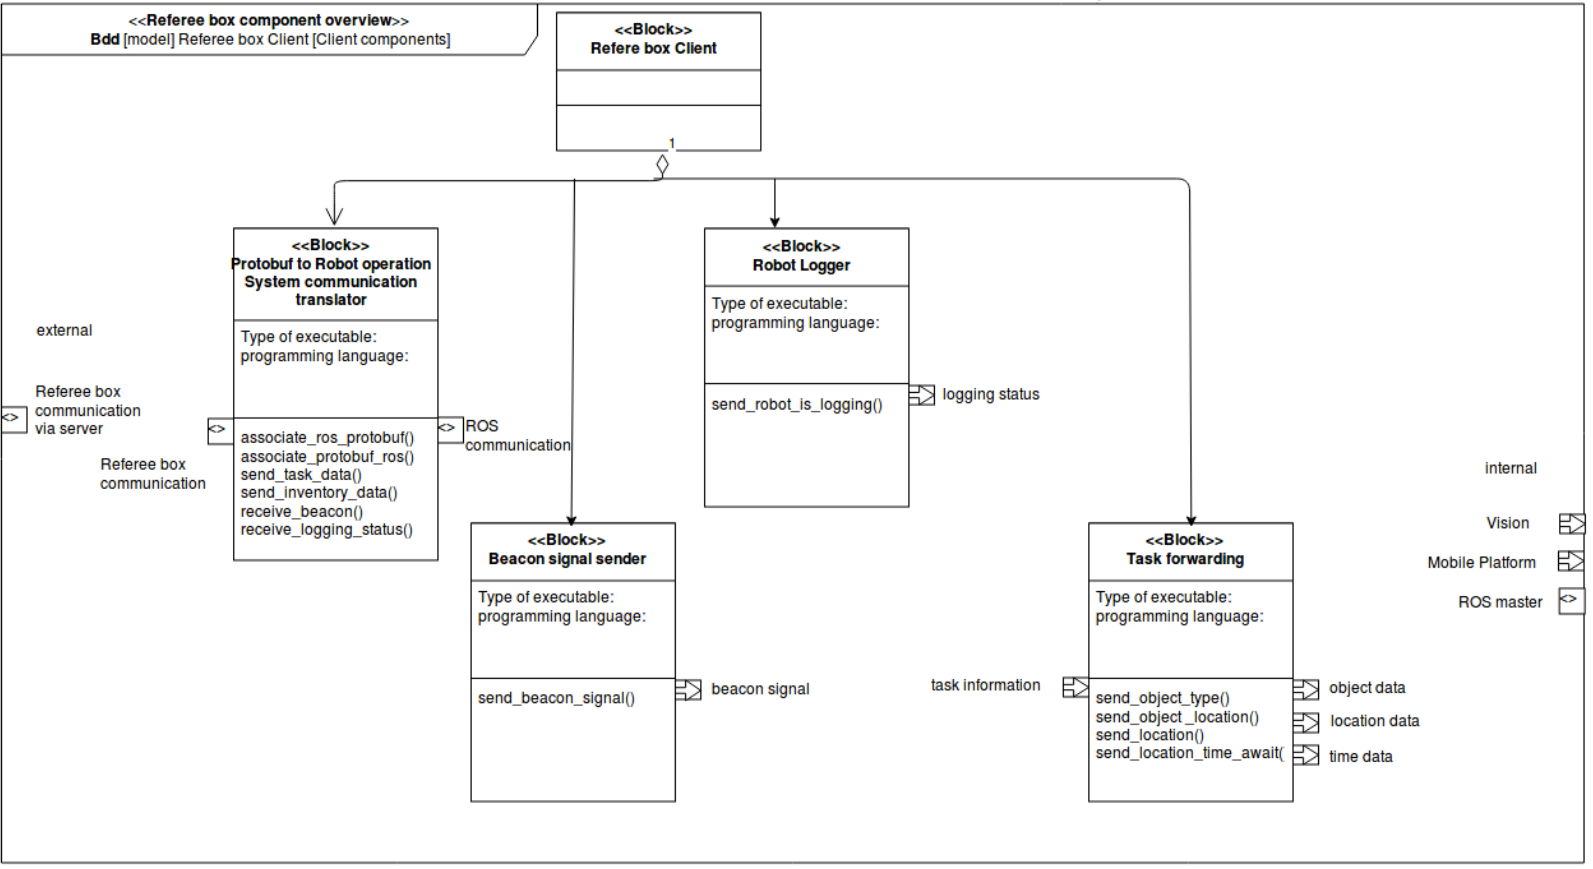 <<Referee box component overview>>
Bdd [model] Referee box Client [Client components]
<<Block>>
Refere box Client
1
<<Block>>
Protobuf to Robot operation
System communication
translator
Type of executable:
programming language:
associate_ros_protobuf()
associate_protobuf_ros()
send_task_data()
send_inventory_data()
receive_beacon()
receive_logging_status()
external
<>
Referee box
communication
via server
<>
Referee box
communication
<>
ROS
communication
<<Block>>
Robot Logger
Type of executable:
programming language:
send_robot_is_logging()
logging status
<<Block>>
Beacon signal sender
Type of executable:
programming language:
send_beacon_signal()
beacon signal
<<Block>>
Task forwarding
Type of executable:
programming language:
send_object_type()
send_object _location()
send_location()
send_location_time_await(
task information
object data
location data
time data
internal
Vision
Mobile Platform
ROS master
<>